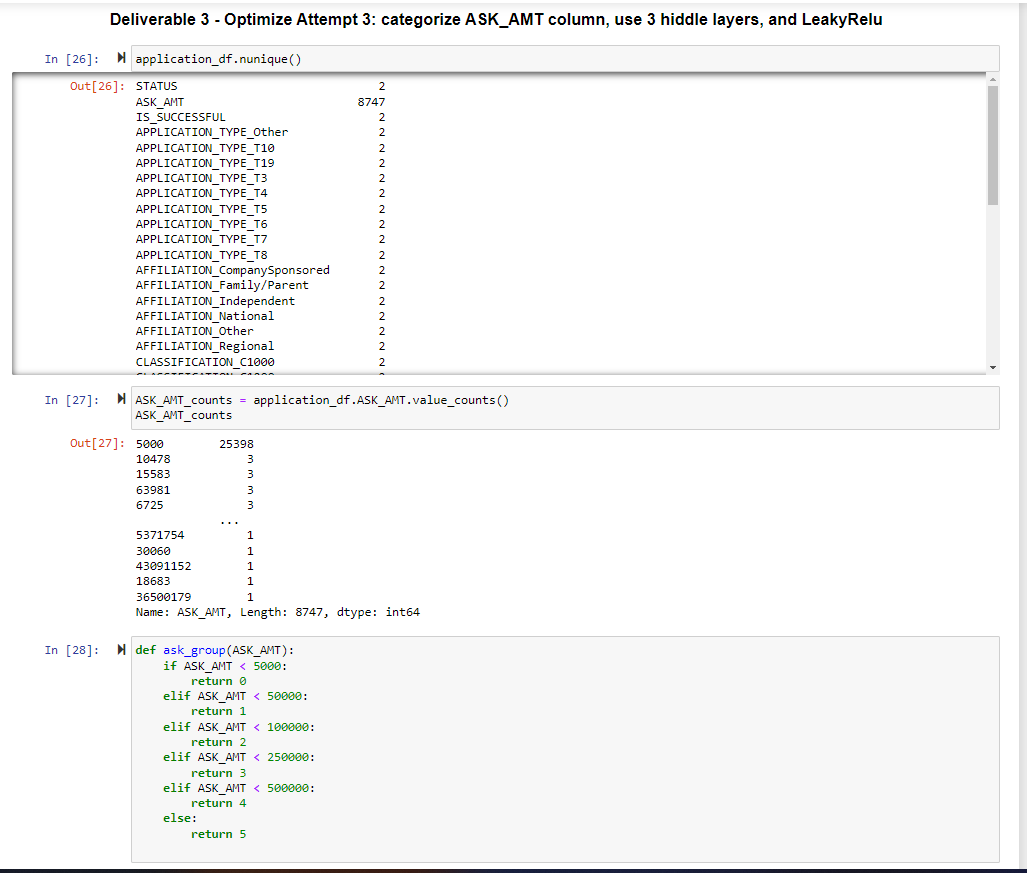 Deliverable 3 - Optimize Attempt 3: categorize ASK_AMT column, use 3 hiddle layers, and LeakyRelu
In [26]: application_df.nunique()
Out[26]: STATUS 2
ASK_AMT 8747
IS_SUCCESSFUL 2
APPLICATION_TYPE_Other 2
APPLICATION_TYPE_T10 2
APPLICATION_TYPE_T19 2
APPLICATION_TYPE_T3 2
APPLICATION_TYPE_T4 2
APPLICATION_TYPE_T5 2
APPLICATION_TYPE_T6 2
APPLICATION_TYPE_T7 2
APPLICATION_TYPE_T8 2
AFFILIATION_CompanySponsored 2
AFFILIATION_Family/Parent 2
AFFILIATION_Independent 2
AFFILIATION_National 2
AFFILIATION_Other 2
AFFILIATION_Regional 2
CLASSIFICATION_C1000 2
In [27]: ASK_AMT_counts = application_df.ASK_AMT.value_counts()
ASK_AMT_counts
Out[27]: 5000 25398
10478 3
15583 3
63981 3
6725 3
...
5371754 1
30060 1
43091152 1
18683 1
36500179 1
Name: ASK_AMT, Length: 8747, dtype: int64
In [28]: def ask_group(ASK_AMT):
if ASK_AMT < 5000:
return 0
elif ASK_AMT < 50000:
return 1
elif ASK_AMT < 100000:
return 2
elif ASK_AMT < 250000:
return 3
elif ASK_AMT < 500000:
return 4
else:
return 5